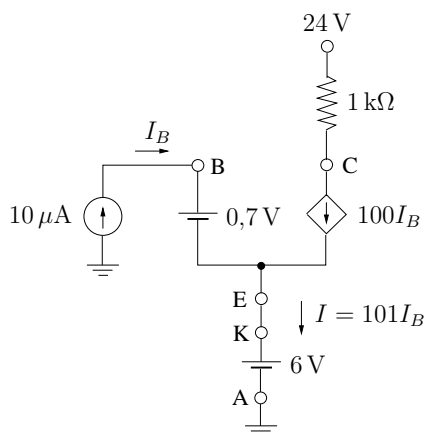 24 V
1 kΩ
I_B
B
C
10 μA
0,7 V
100I_B
E
K
I = 101I_B
6 V
A